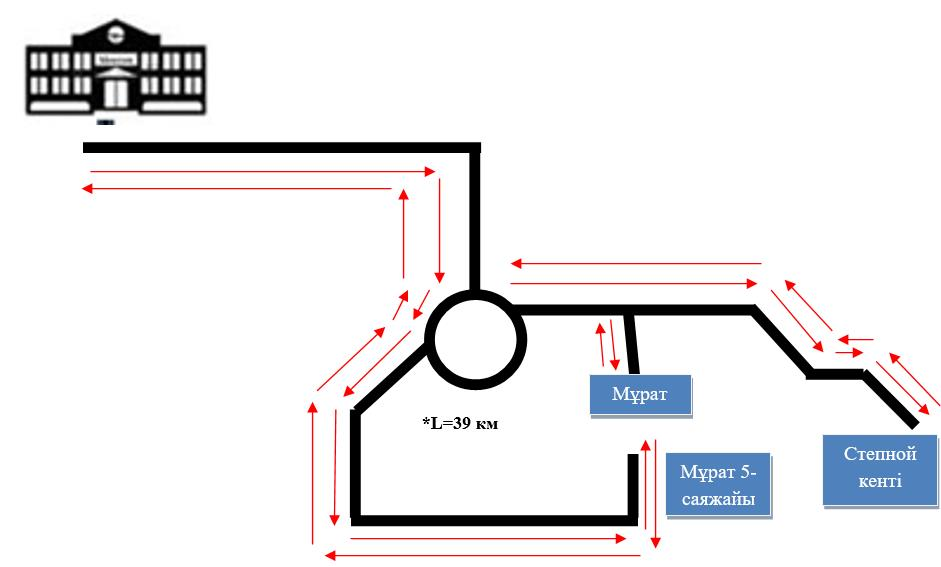 *L=39 км
Мұрат
Мұрат 5-
саяжайы
Степной
кенті